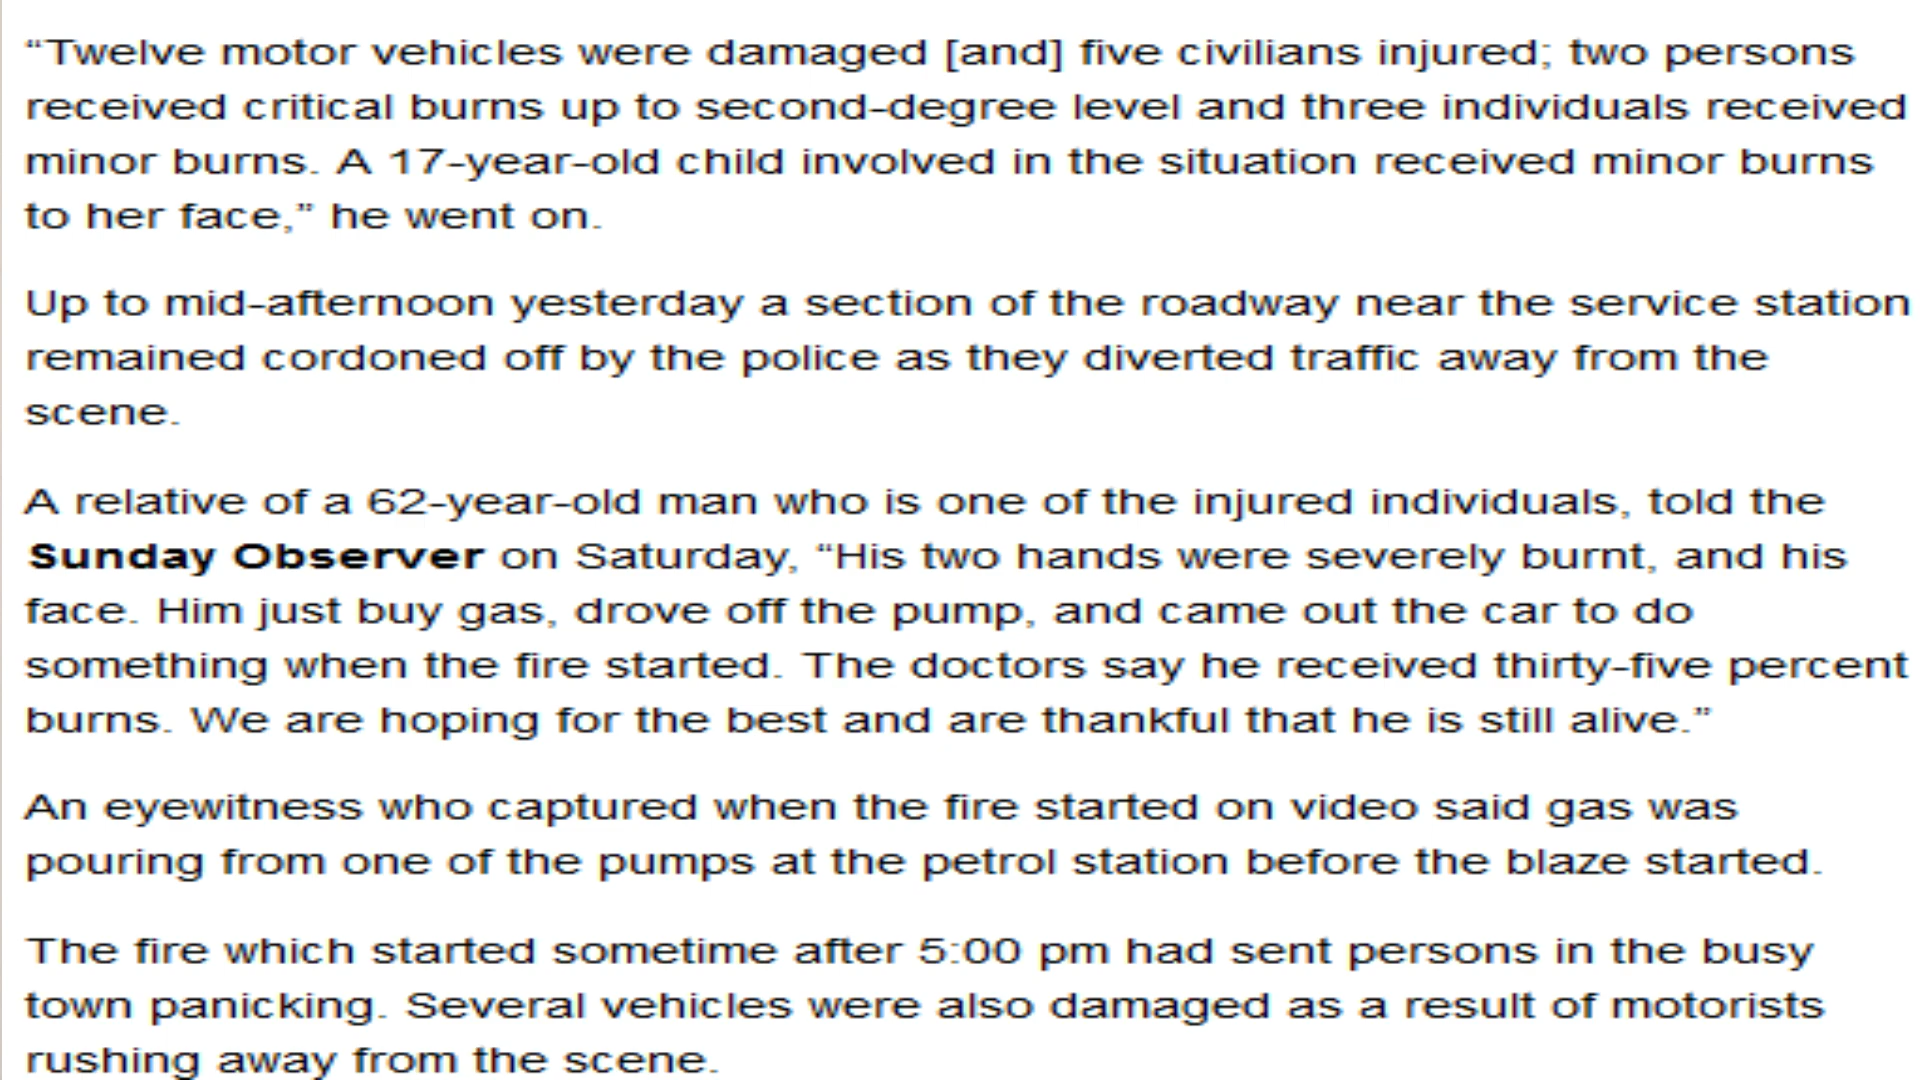 “Twelve motor vehicles were damaged [and] five civilians injured; two persons
received critical burns up to second-degree level and three individuals received
minor burns. A 17-year-old child involved in the situation received minor burns
to her face,” he went on.
Up to mid-afternoon yesterday a section of the roadway near the service station
remained cordoned off by the police as they diverted traffic away from the
scene.
A relative of a 62-year-old man who is one of the injured individuals, told the
Sunday Observer on Saturday, “His two hands were severely burnt, and his
face. Him just buy gas, drove off the pump, and came out the car to do
something when the fire started. The doctors say he received thirty-five percent
burns. We are hoping for the best and are thankful that he is still alive.”
An eyewitness who captured when the fire started on video said gas was
pouring from one of the pumps at the petrol station before the blaze started.
The fire which started sometime after 5:00 pm had sent persons in the busy
town panicking. Several vehicles were also damaged as a result of motorists
rushing away from the scene.